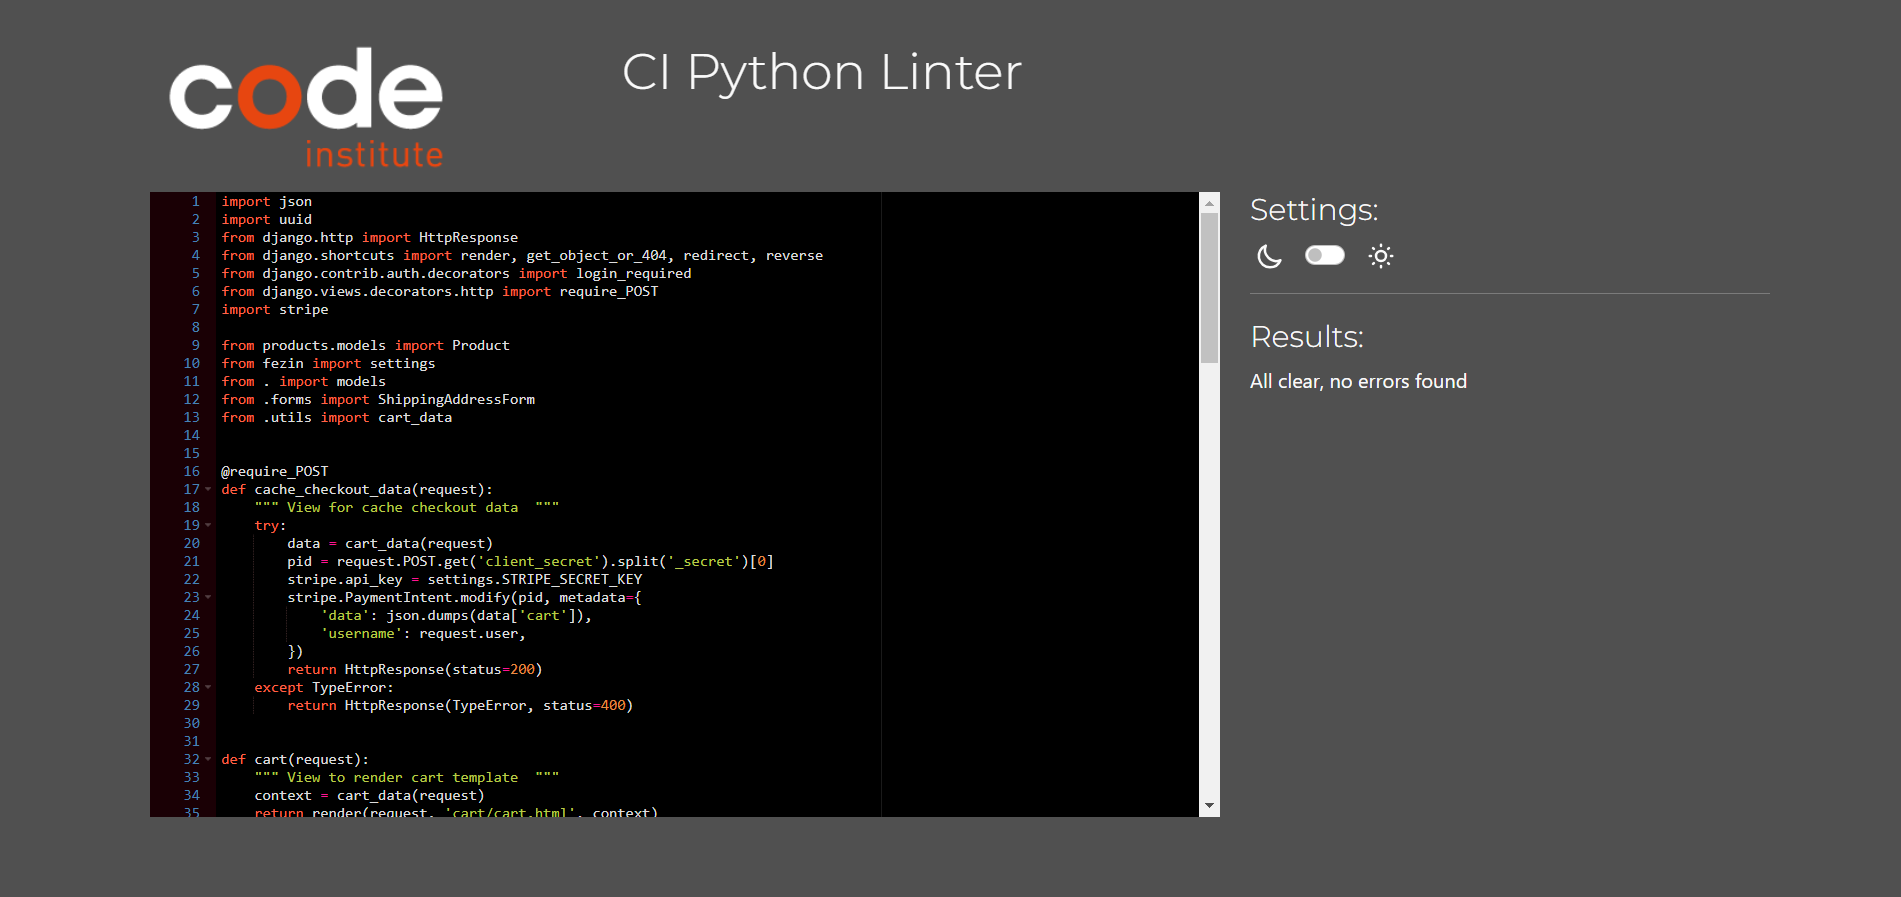 code
institute
CI Python Linter
1 import json
2 import uuid
3 from django.http import HttpResponse
4 from django.shortcuts import render, get_object_or_404, redirect, reverse
5 from django.contrib.auth.decorators import login_required
6 from django.views.decorators.http import require_POST
7 import stripe
8
9 from products.models import Product
10 from fezin import settings
11 from . import models
12 from .forms import ShippingAddressForm
13 from .utils import cart_data
14
15
16 @require_POST
17 def cache_checkout_data(request):
18     """ View for cache checkout data  """
19     try:
20         data = cart_data(request)
21         pid = request.POST.get('client_secret').split('_secret')[0]
22         stripe.api_key = settings.STRIPE_SECRET_KEY
23         stripe.PaymentIntent.modify(pid, metadata={
24             'data': json.dumps(data['cart']),
25             'username': request.user,
26         })
27         return HttpResponse(status=200)
28     except TypeError:
29         return HttpResponse(TypeError, status=400)
30
31
32 def cart(request):
33     """ View to render cart template  """
34     context = cart_data(request)
35     return render(request, 'cart/cart.html', context)
Settings:
Results:
All clear, no errors found